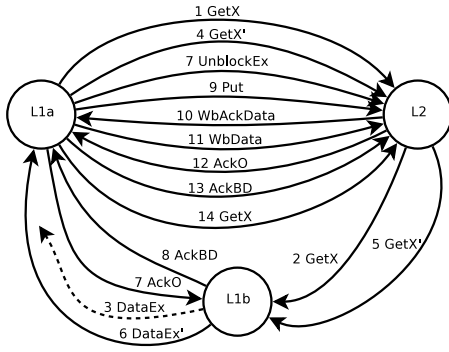 1 GetX
4 GetX'
7 UnblockEx
9 Put
L1a
L2
10 WbAckData
11 WbData
12 AckO
13 AckBD
14 GetX
8 AckBD
2 GetX
5 GetX'
7 AckO
3 DataEx
L1b
6 DataEx'